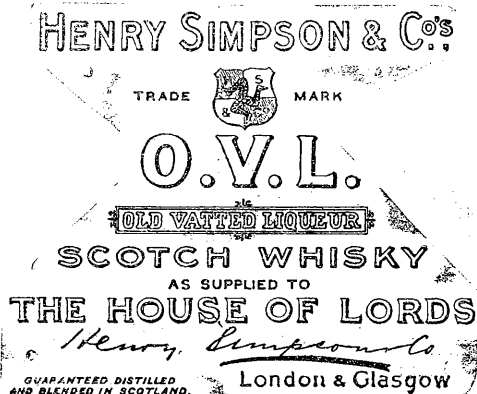 HENRY SIMPSON & Co's.,
TRADE MARK
H S
& Co
O.V.L.
OLD VATTED LIQUEUR
SCOTCH WHISKY
AS SUPPLIED TO
THE HOUSE OF LORDS
Henry Simpson & Co
GUARANTEED DISTILLED
AND BLENDED IN SCOTLAND.
London & Glasgow